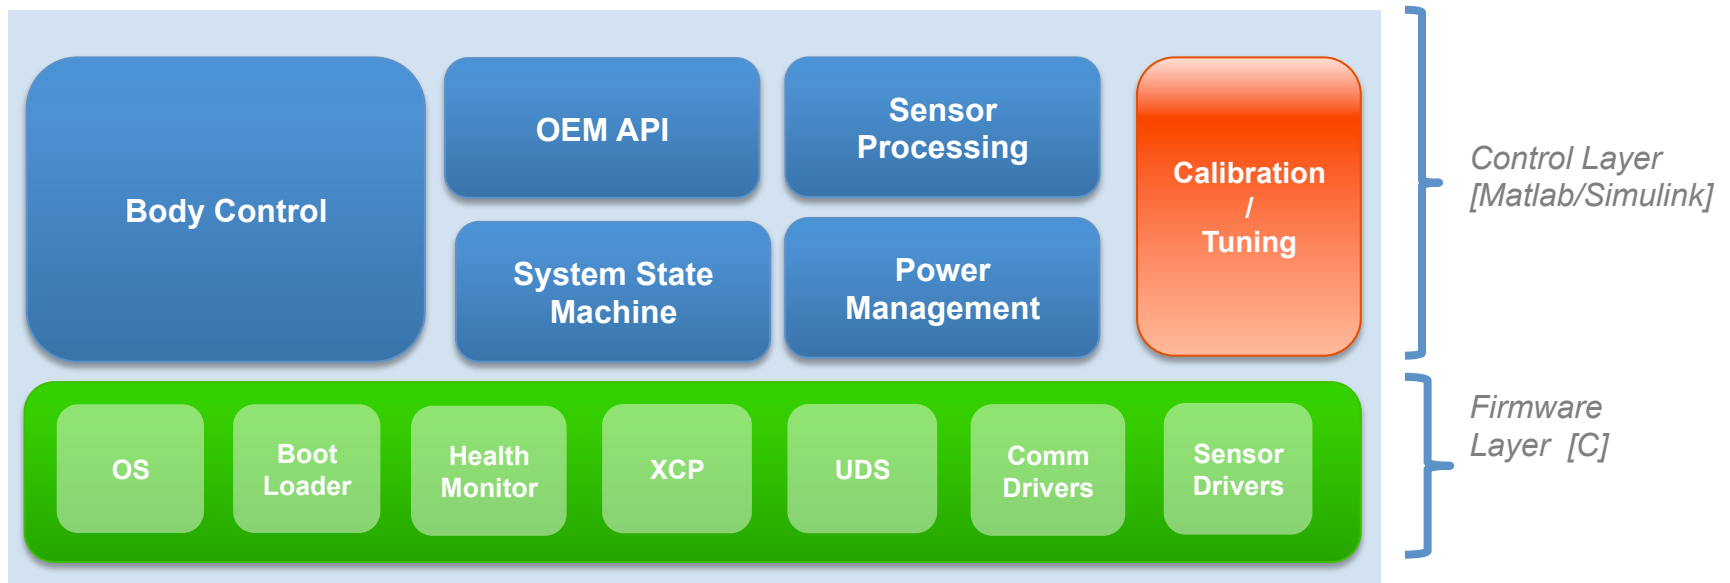 Body Control
OEM API
Sensor
Processing
System State
Machine
Power
Management
Calibration
/
Tuning
Control Layer
[Matlab/Simulink]
OS
Boot
Loader
Health
Monitor
XCP
UDS
Comm
Drivers
Sensor
Drivers
Firmware
Layer  [C]